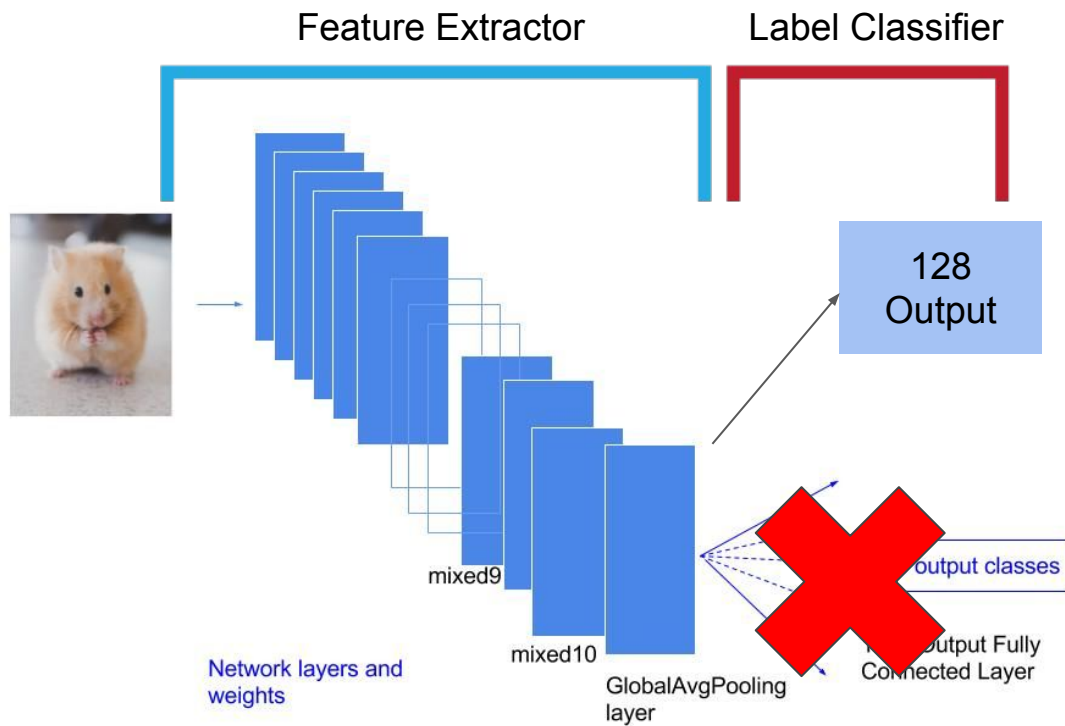 Feature Extractor
Label Classifier
128
Output
mixed9
output classes
mixed10
Output Fully
Connected Layer
Network layers and
weights
GlobalAvgPooling
layer